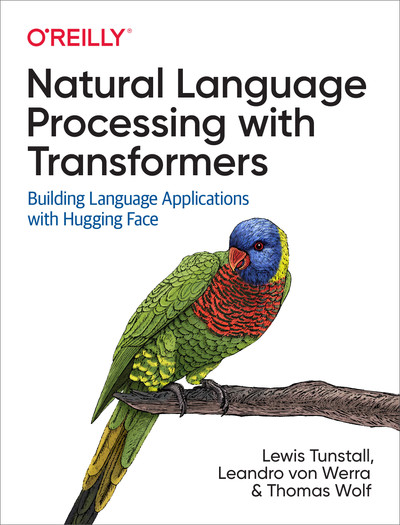 O'REILLY®
Natural Language
Processing with
Transformers
Building Language Applications
with Hugging Face
Lewis Tunstall,
Leandro von Werra
& Thomas Wolf